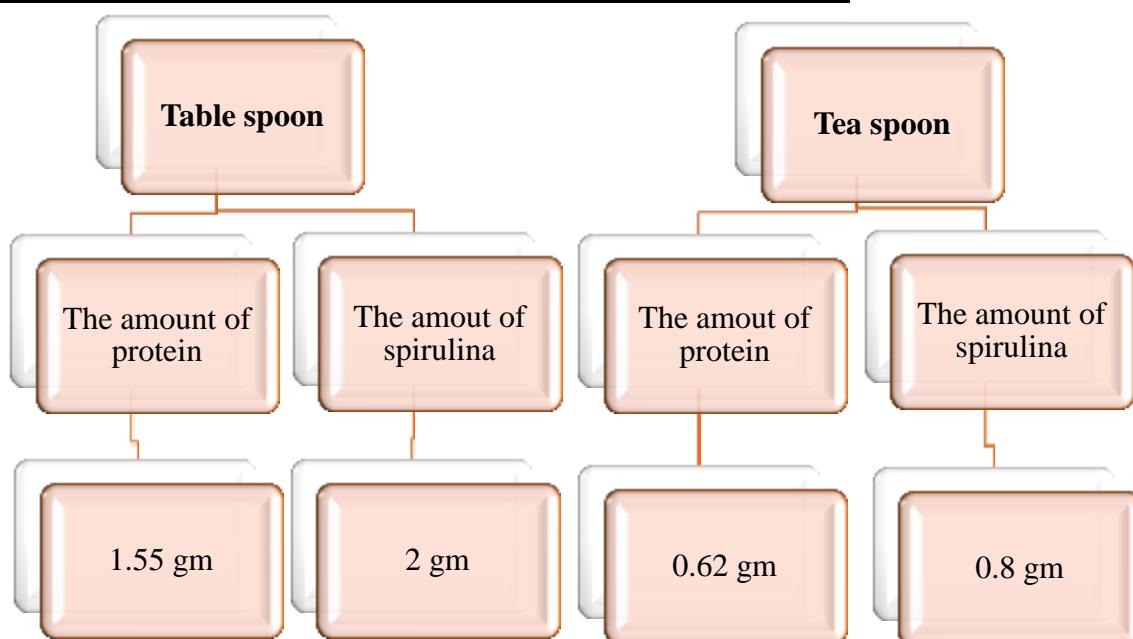 Table spoon
The amount of
protein
1.55 gm
The amout of
spirulina
2 gm
Tea spoon
The amout of
protein
0.62 gm
The amount of
spirulina
0.8 gm